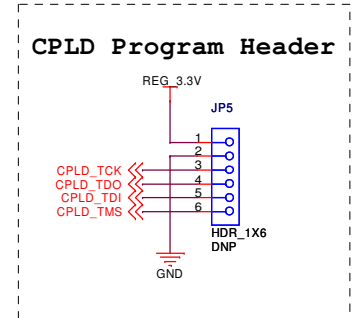 CPLD Program Header
REG_3.3V
JP5
1
2
CPLD_TCK 3
CPLD_TDO 4
CPLD_TDI 5
CPLD_TMS 6
HDR_1X6
DNP
GND